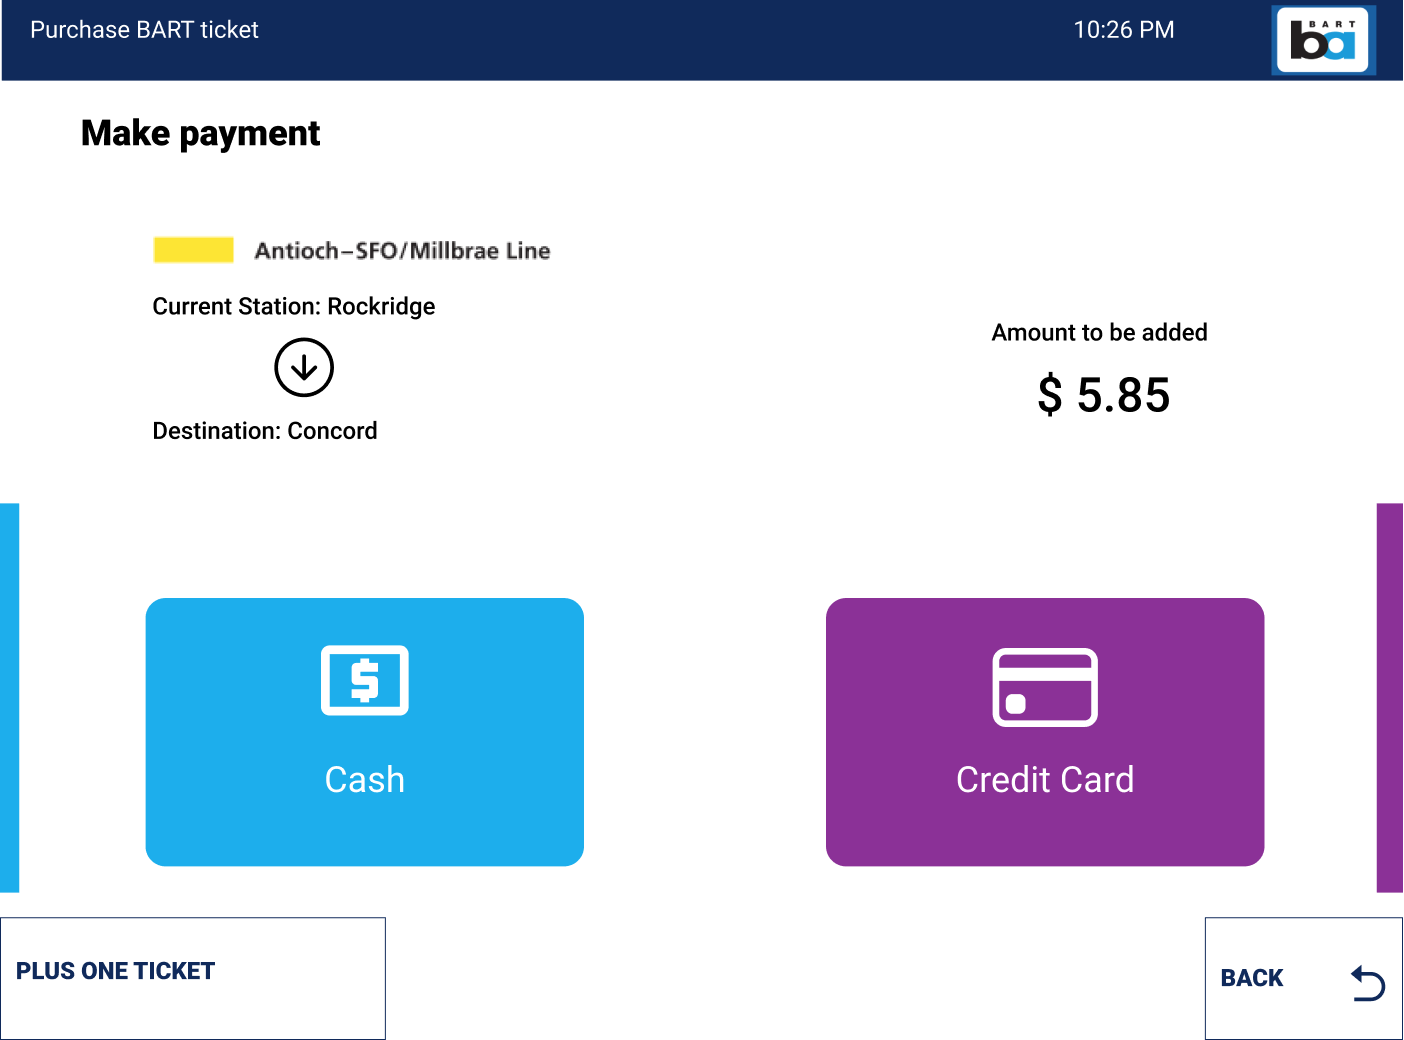 Purchase BART ticket
10:26 PM
BART
ba
Make payment
Antioch–SFO/Millbrae Line
Current Station: Rockridge
Destination: Concord
Amount to be added
$ 5.85
$
Cash
Credit Card
PLUS ONE TICKET
BACK